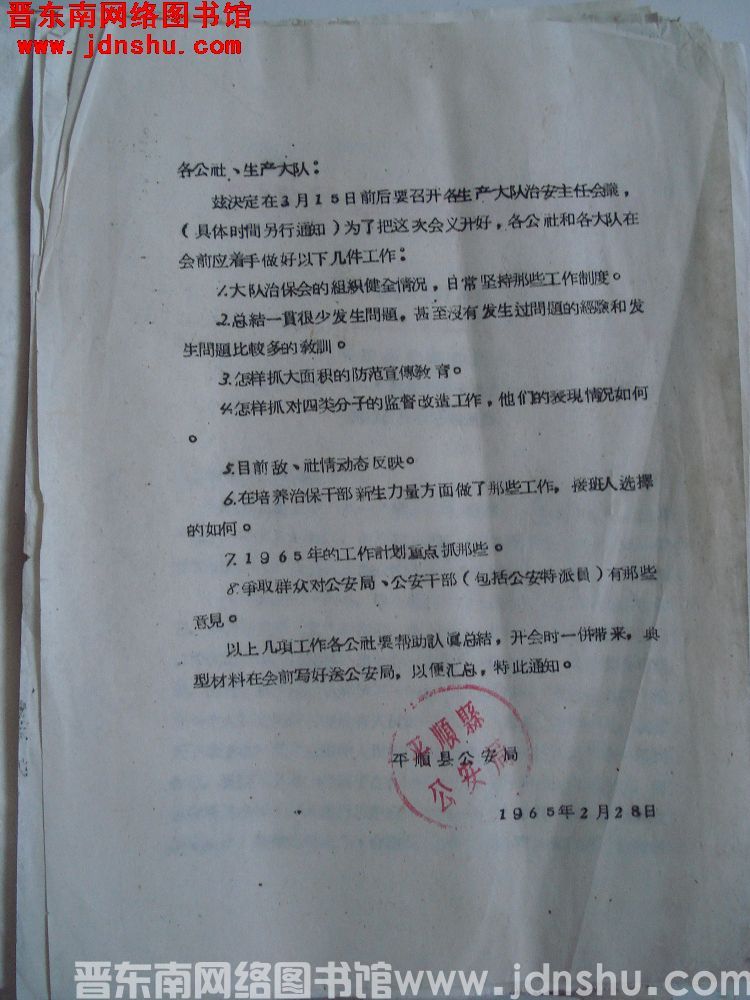 晋东南网络图书馆
www.jdnshu.com
各公社、生产大队：
兹決定在3月15日前后要召开各生产大队治安主任会議，
（具体时間另行通知）为了把这次会义开好，各公社和各大队在
会前应着手做好以下几件工作：
1.大队治保会的組織健全情况，日常坚持那些工作制度。
2.总結一貫很少发生問題，甚至没有发生过問題的經驗和发
生問題比較多的教訓。
3.怎样抓大面积的防范宣傳教育。
4.怎样抓对四类分子的监督改造工作，他们的表現情况如何
。
5.目前敌、社情动态反映。
6.在培养治保干部新生力量方面做了那些工作，接班人选擇
的如何。
7.1965年的工作計划重点抓那些。
8.爭取群众对公安局、公安干部（包括公安特派員）有那些
意見。
以上几項工作各公社要帮助认眞总結，开会时一併带来，典
型材料在会前写好送公安局，以便汇总，特此通知。
平順县公安局
平順縣
公安局
1965年2月28日
晋东南网络图书馆www.jdnshu.com